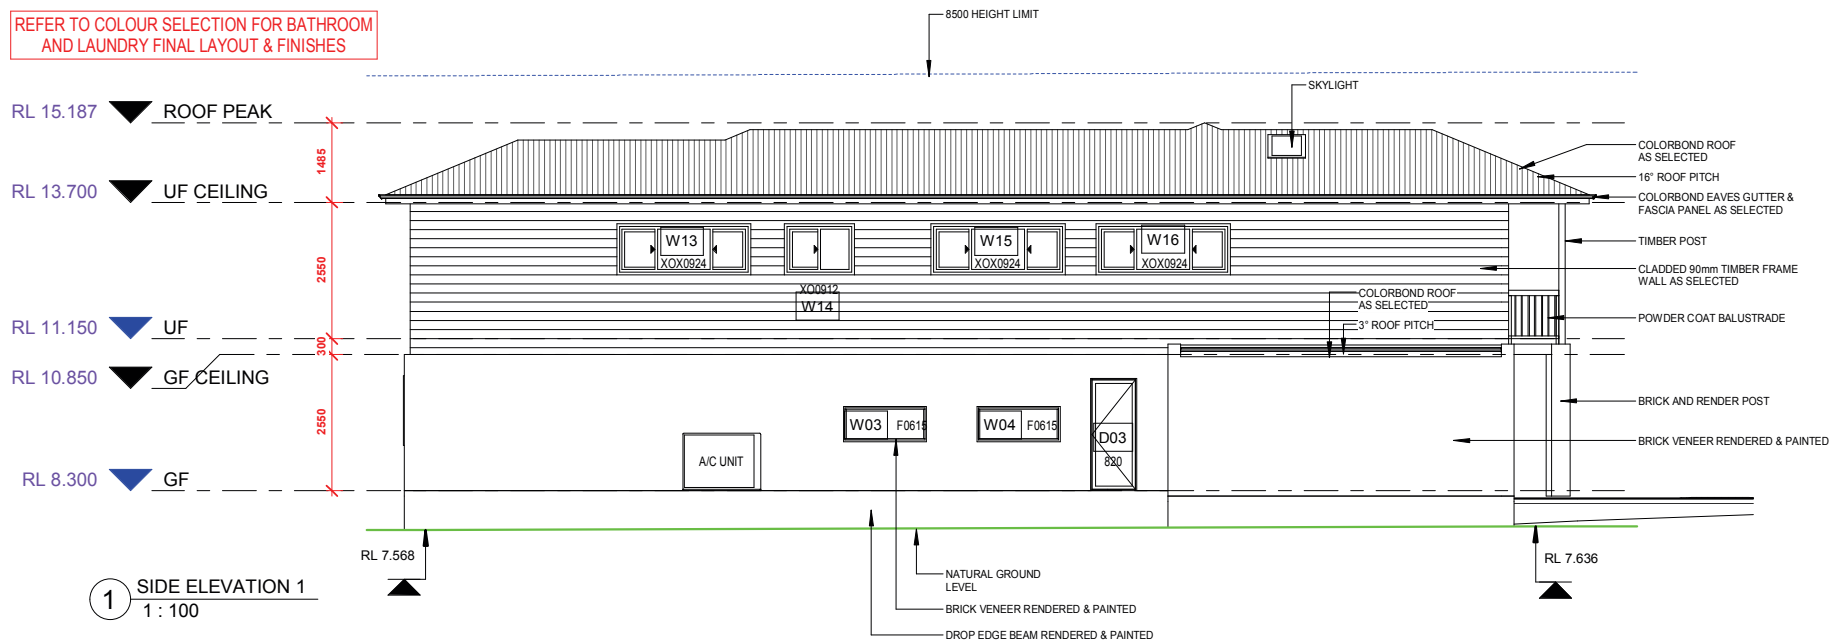 REFER TO COLOUR SELECTION FOR BATHROOM
AND LAUNDRY FINAL LAYOUT & FINISHES
8500 HEIGHT LIMIT
SKYLIGHT
RL 15.187 ROOF PEAK
1485
RL 13.700 UF CEILING
COLORBOND ROOF
AS SELECTED
16° ROOF PITCH
COLORBOND EAVES GUTTER &
FASCIA PANEL AS SELECTED
W13
XOX0924
W15
XOX0924
W16
XOX0924
TIMBER POST
2550
CLADDED 90mm TIMBER FRAME
WALL AS SELECTED
XO0912
W14
COLORBOND ROOF
AS SELECTED
3° ROOF PITCH
POWDER COAT BALUSTRADE
RL 11.150 UF
300
RL 10.850 GF CEILING
2550
BRICK AND RENDER POST
W03 F0615
W04 F0615
D03
820
BRICK VENEER RENDERED & PAINTED
A/C UNIT
RL 8.300 GF
RL 7.568
RL 7.636
NATURAL GROUND
LEVEL
BRICK VENEER RENDERED & PAINTED
DROP EDGE BEAM RENDERED & PAINTED
1 SIDE ELEVATION 1
1 : 100